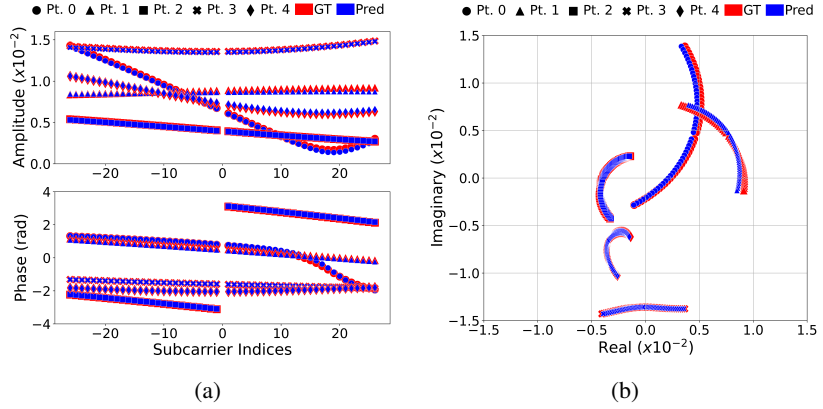 Pt. 0 Pt. 1 Pt. 2 Pt. 3 Pt. 4 GT Pred
Amplitude (x10⁻²)
1.5
1.0
0.5
0.0
−20 −10 0 10 20
Phase (rad)
4
2
0
−2
−4
−20 −10 0 10 20
Subcarrier Indices
(a)
Pt. 0 Pt. 1 Pt. 2 Pt. 3 Pt. 4 GT Pred
Imaginary (x10⁻²)
1.5
1.0
0.5
0.0
−0.5
−1.0
−1.5
−1.5 −1.0 −0.5 0.0 0.5 1.0 1.5
Real (x10⁻²)
(b)